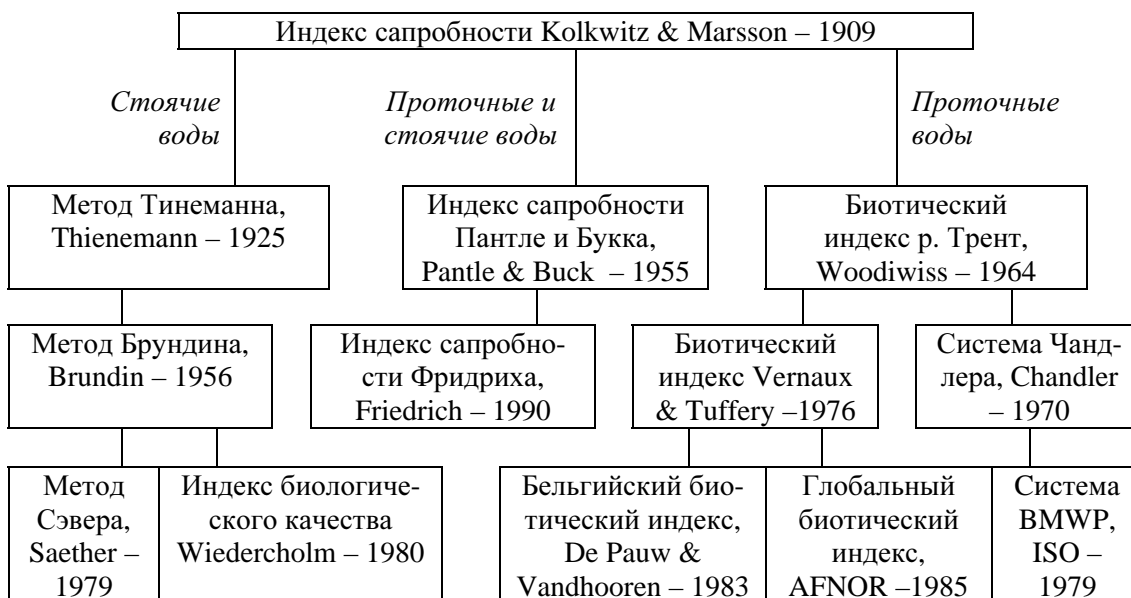 Индекс сапробности Kolkwitz & Marsson – 1909
Стоячие
воды
Проточные и
стоячие воды
Проточные
воды
Метод Тинеманна,
Thienemann – 1925
Индекс сапробности
Пантле и Букка,
Pantle & Buck – 1955
Биотический
индекс р. Трент,
Woodiwiss – 1964
Метод Брундина,
Brundin – 1956
Индекс сапробно-
сти Фридриха,
Friedrich – 1990
Биотический
индекс Vernaux
& Tuffery –1976
Система Чанд-
лера, Chandler
– 1970
Метод
Сэвера,
Saether –
1979
Индекс биологиче-
ского качества
Wiedercholm – 1980
Бельгийский био-
тический индекс,
De Pauw &
Vandhooren – 1983
Глобальный
биотический
индекс,
AFNOR –1985
Система
BMWP,
ISO –
1979